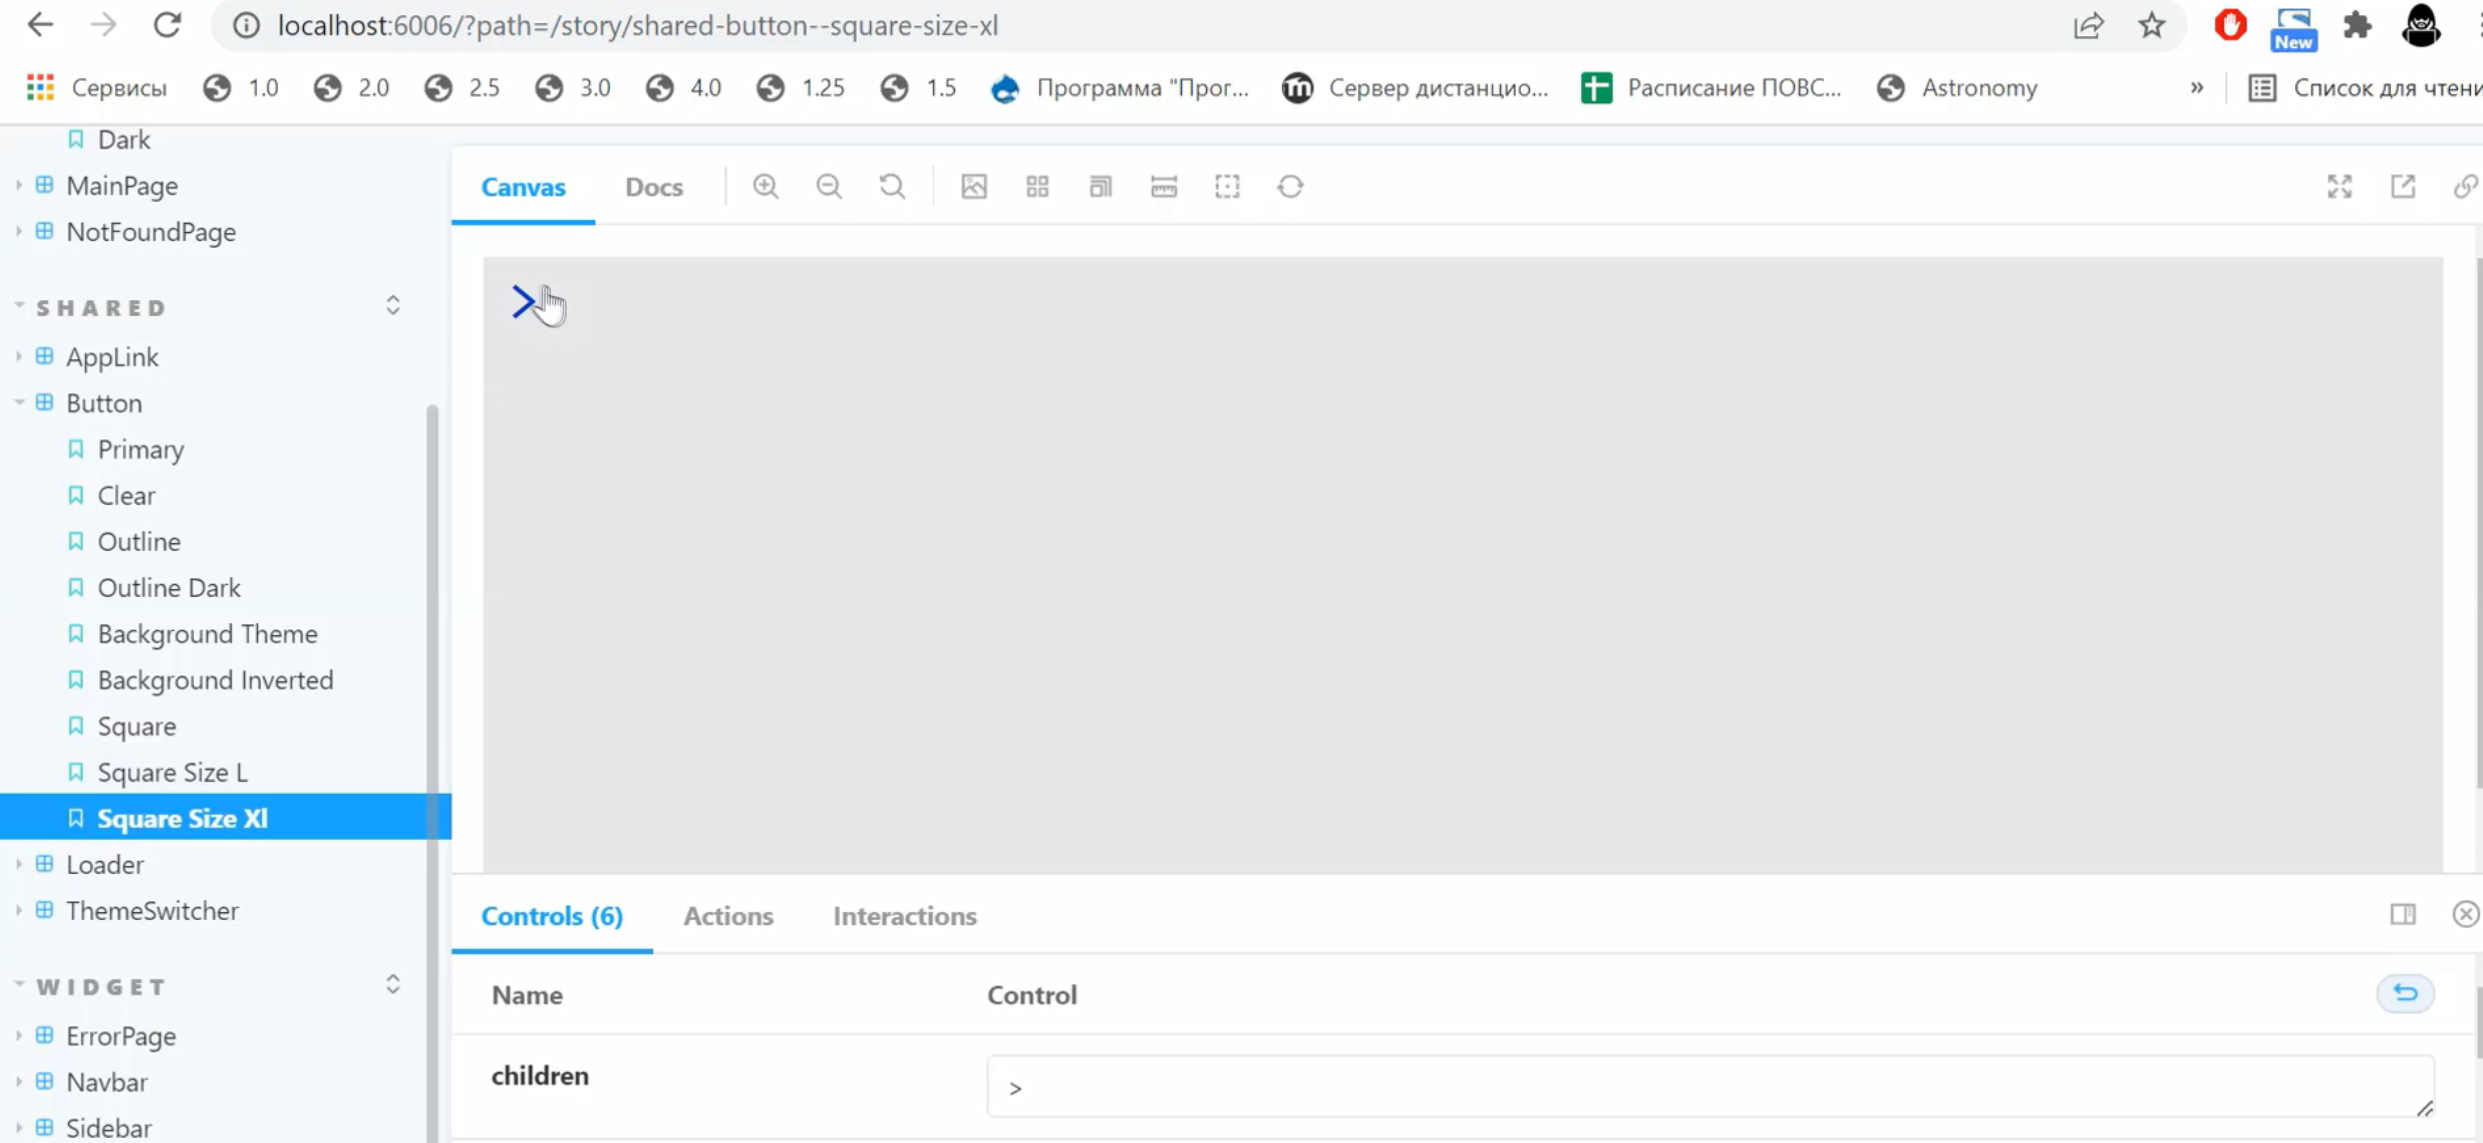 localhost:6006/?path=/story/shared-button--square-size-xl
New
Сервисы 1.0 2.0 2.5 3.0 4.0 1.25 1.5 Программа "Прог... Сервер дистанцио... Расписание ПОВС... Astronomy » Список для чтени
Dark
MainPage
NotFoundPage
SHARED
AppLink
Button
Primary
Clear
Outline
Outline Dark
Background Theme
Background Inverted
Square
Square Size L
Square Size Xl
Loader
ThemeSwitcher
WIDGET
ErrorPage
Navbar
Sidebar
Canvas Docs
>
Controls (6) Actions Interactions
Name Control
children >